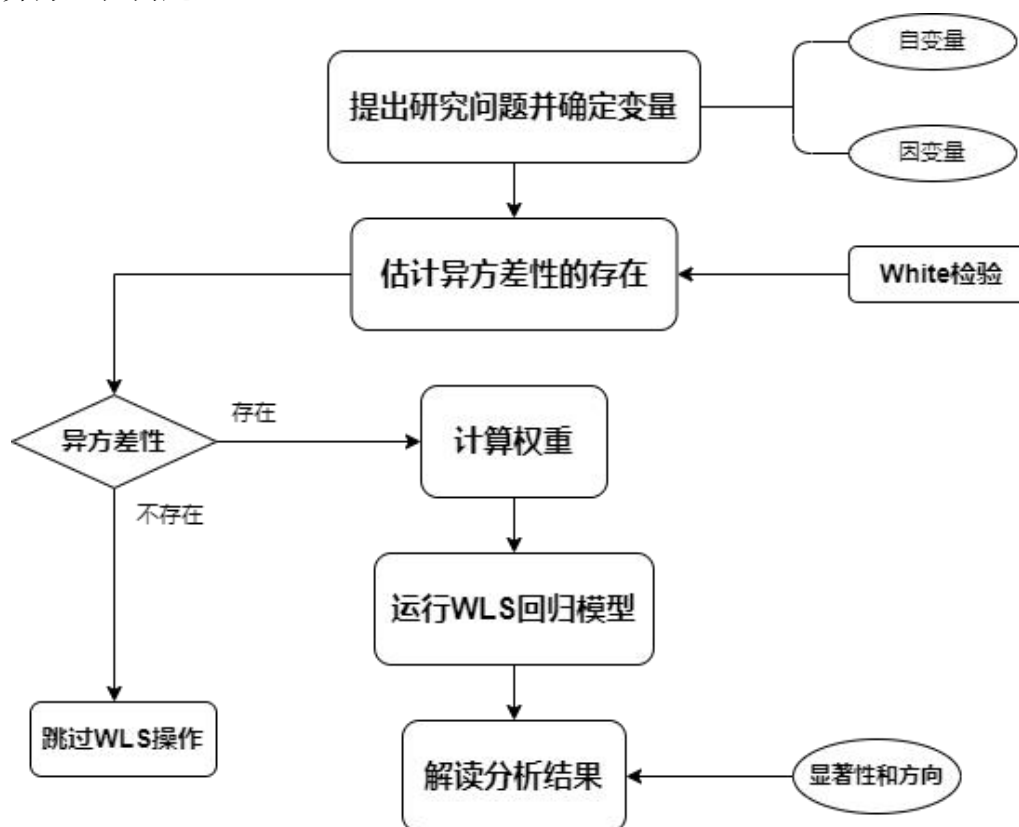 自变量
提出研究问题并确定变量
因变量
估计异方差性的存在
White检验
异方差性
存在
计算权重
不存在
运行WLS回归模型
跳过WLS操作
解读分析结果
显著性和方向